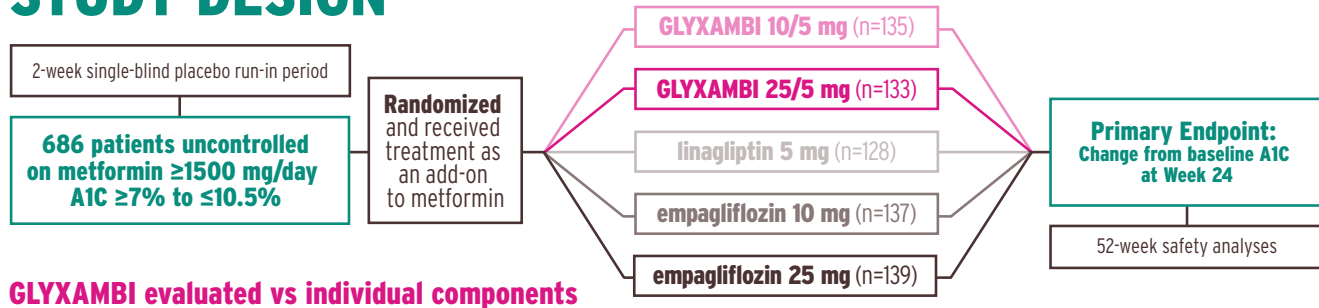 STUDY DESIGN
2-week single-blind placebo run-in period
686 patients uncontrolled
on metformin ≥1500 mg/day
A1C ≥7% to ≤10.5%
Randomized
and received
treatment as
an add-on
to metformin
GLYXAMBI 10/5 mg (n=135)
GLYXAMBI 25/5 mg (n=133)
linagliptin 5 mg (n=128)
empagliflozin 10 mg (n=137)
empagliflozin 25 mg (n=139)
Primary Endpoint:
Change from baseline A1C
at Week 24
52-week safety analyses
GLYXAMBI evaluated vs individual components